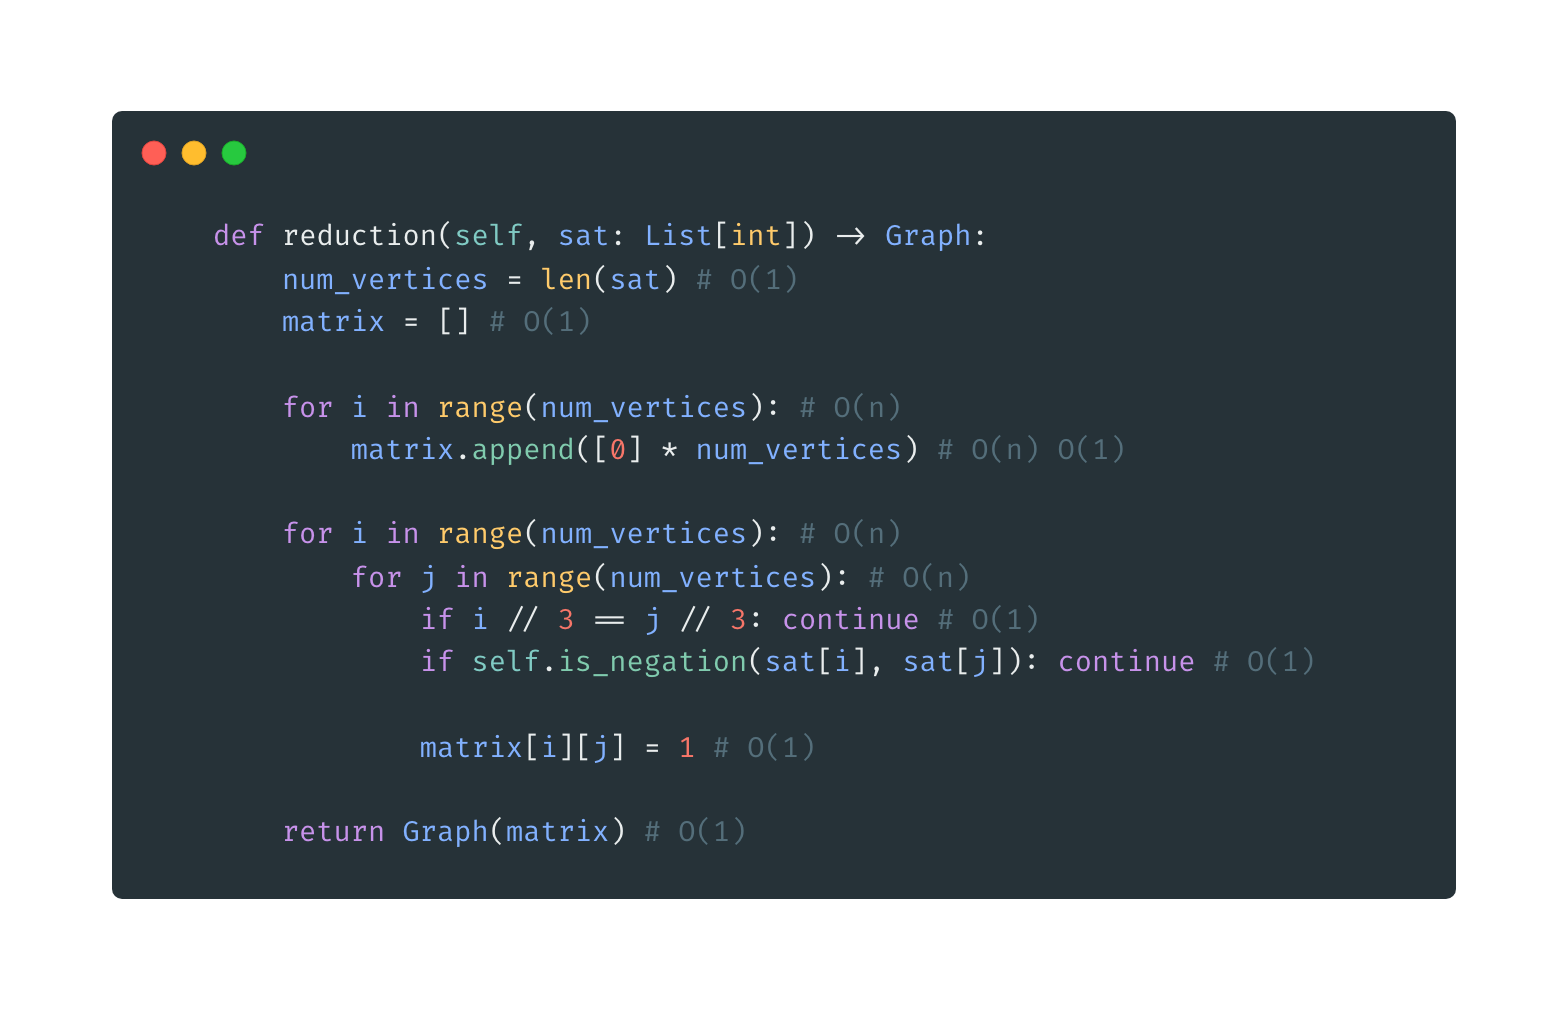 def reduction(self, sat: List[int]) -> Graph:
    num_vertices = len(sat) # O(1)
    matrix = [] # O(1)

    for i in range(num_vertices): # O(n)
        matrix.append([0] * num_vertices) # O(n) O(1)

    for i in range(num_vertices): # O(n)
        for j in range(num_vertices): # O(n)
            if i // 3 == j // 3: continue # O(1)
            if self.is_negation(sat[i], sat[j]): continue # O(1)

            matrix[i][j] = 1 # O(1)

    return Graph(matrix) # O(1)